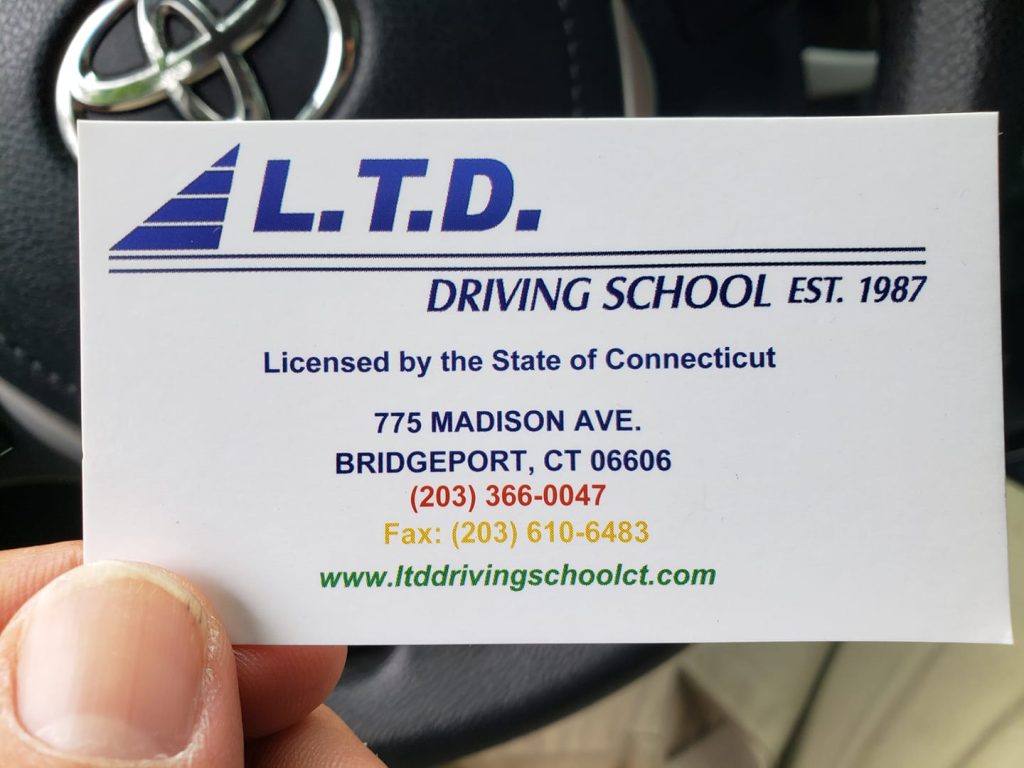 L.T.D.
DRIVING SCHOOL EST. 1987
Licensed by the State of Connecticut
775 MADISON AVE.
BRIDGEPORT, CT 06606
(203) 366-0047
Fax: (203) 610-6483
www.ltddrivingschoolct.com